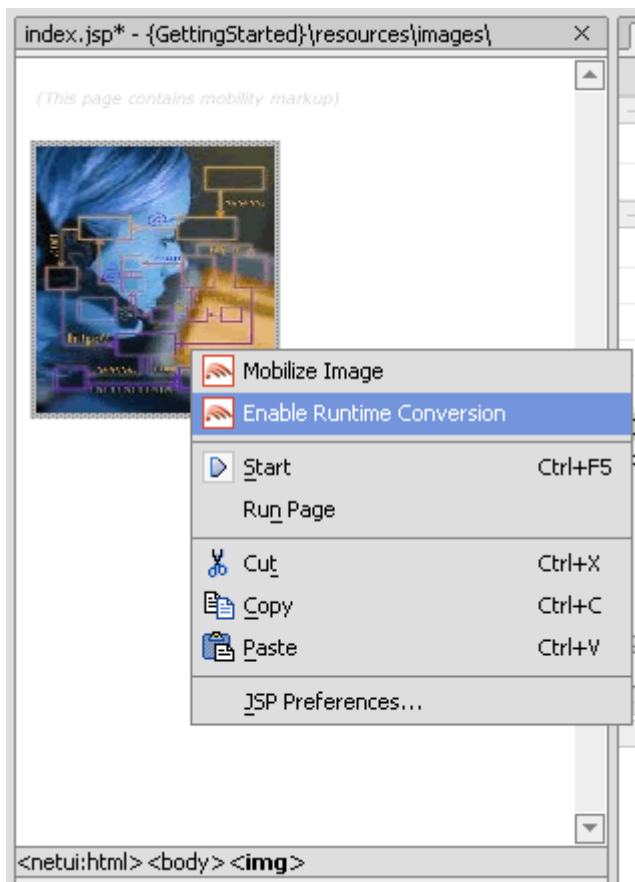 index.jsp* - {GettingStarted}\resources\images\
(This page contains mobility markup)
Mobilize Image
Enable Runtime Conversion
Start Ctrl+F5
Run Page
Cut Ctrl+X
Copy Ctrl+C
Paste Ctrl+V
JSP Preferences...
<netui:html> <body> <img>